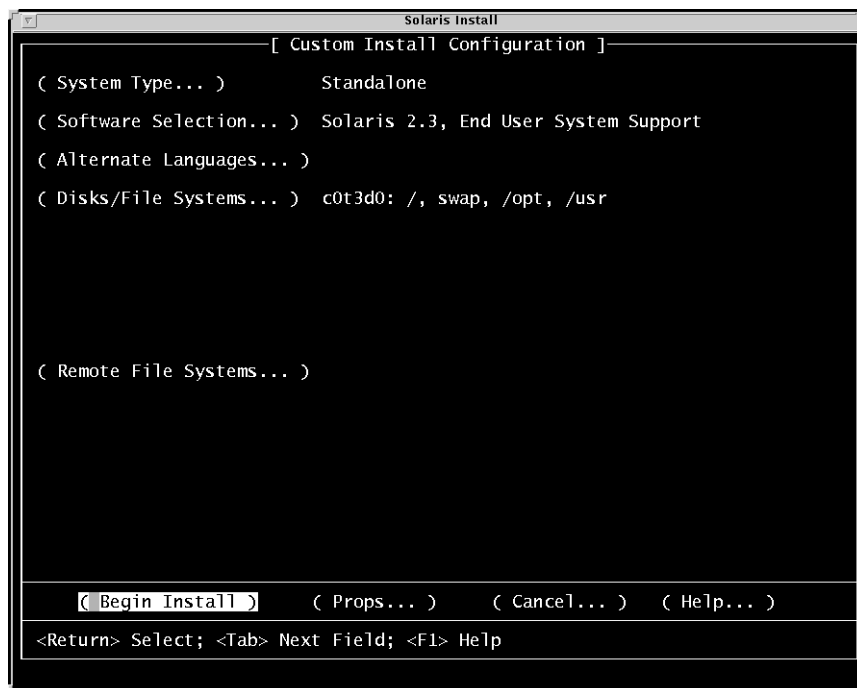 Solaris Install
[ Custom Install Configuration ]
( System Type... ) Standalone
( Software Selection... ) Solaris 2.3, End User System Support
( Alternate Languages... )
( Disks/File Systems... ) c0t3d0: /, swap, /opt, /usr
( Remote File Systems... )
( Begin Install ) ( Props... ) ( Cancel... ) ( Help... )
<Return> Select; <Tab> Next Field; <F1> Help